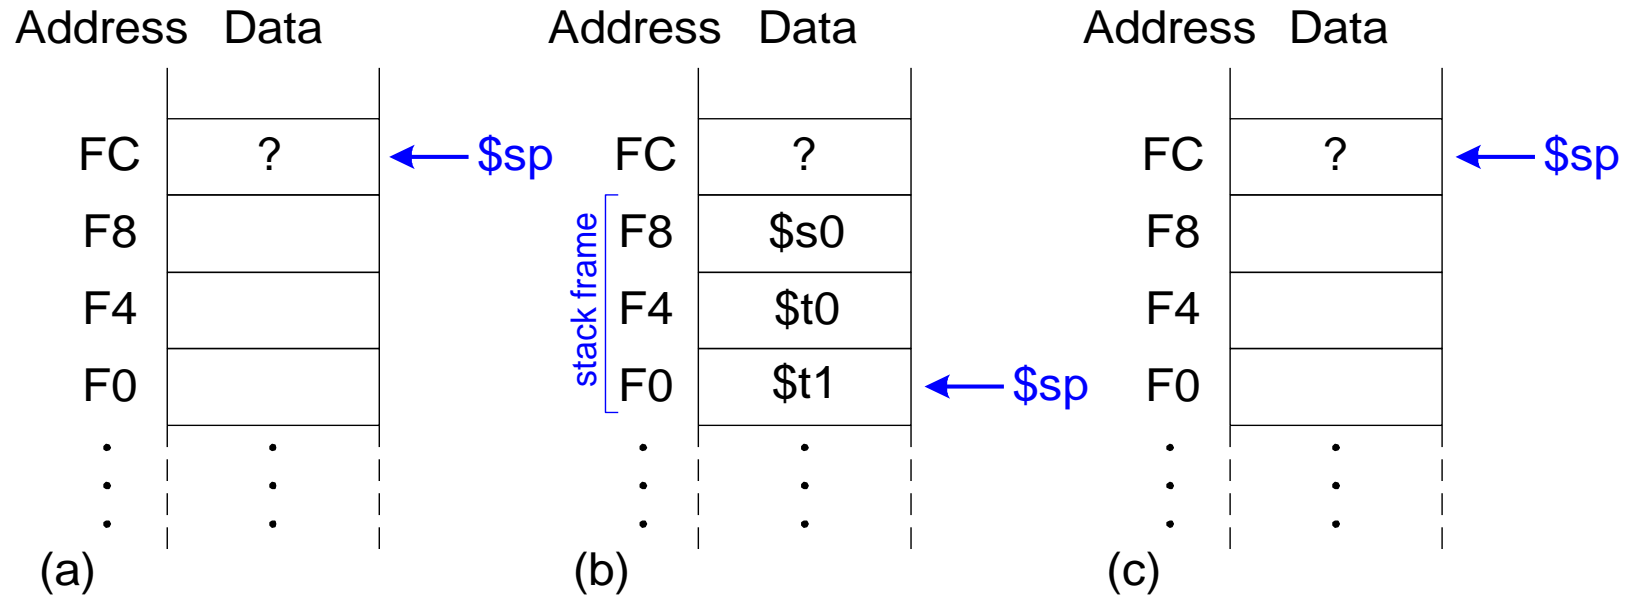 Address Data Address Data Address Data
FC ? $sp FC ? FC ? $sp
F8 F8 $s0 F8
F4 F4 $t0 F4
F0 F0 $t1 $sp F0
stack frame
(a) (b) (c)